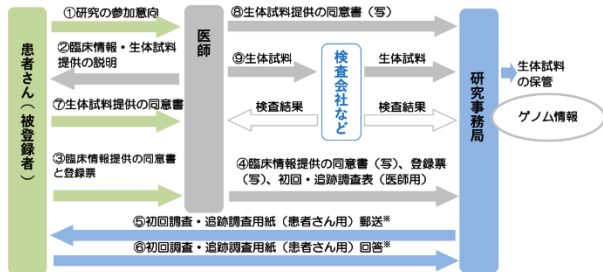 ①研究の参加意向
②臨床情報・生体試料
提供の説明
⑦生体試料提供の同意書
③臨床情報提供の同意書
と登録票
患者さん(被登録者)
医師
⑧生体試料提供の同意書(写)
⑨生体試料
検査会社など
生体試料
検査結果
検査結果
④臨床情報提供の同意書(写)、登録票
(写)、初回・追跡調査表(医師用)
⑤初回調査・追跡調査用紙(患者さん用)郵送※
⑥初回調査・追跡調査用紙(患者さん用)回答※
研究事務局
生体試料
の保管
ゲノム情報